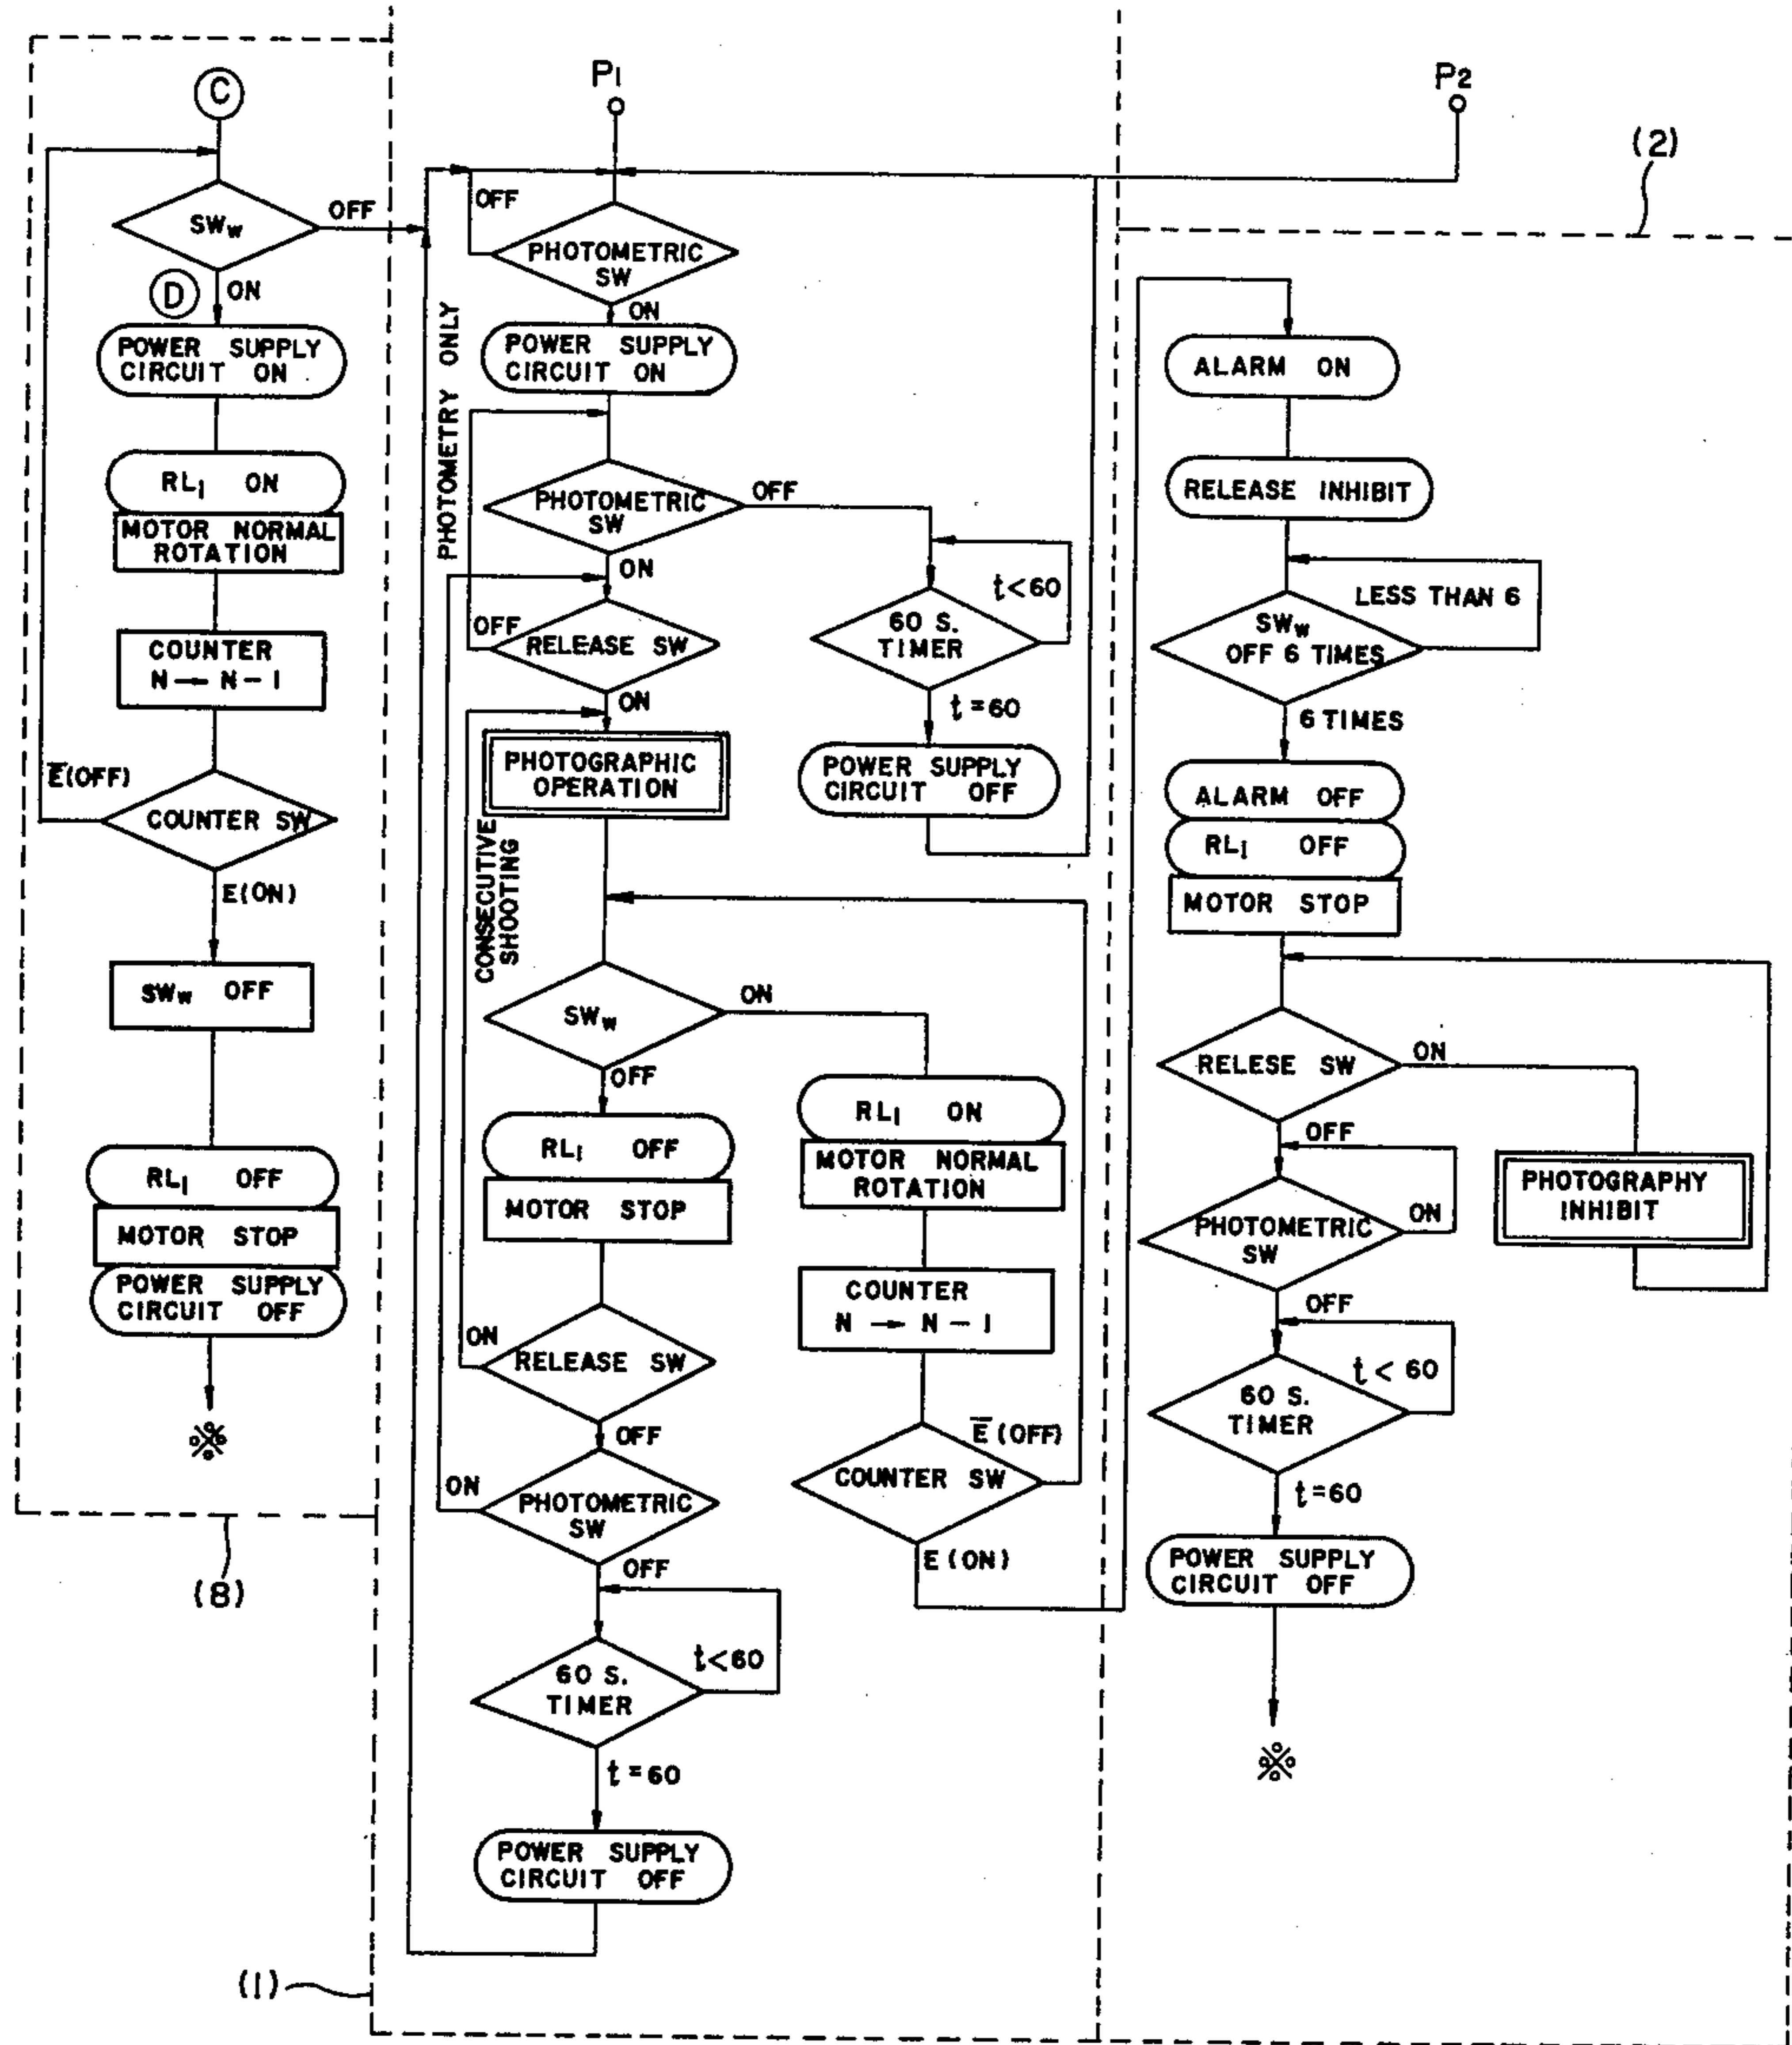 C
SWw
OFF
D
ON
POWER SUPPLY
CIRCUIT ON
RL1 ON
MOTOR NORMAL
ROTATION
COUNTER
N → N - 1
E̅(OFF)
COUNTER SW
E(ON)
SWw OFF
RL1 OFF
MOTOR STOP
POWER SUPPLY
CIRCUIT OFF
※
(8)
P1
OFF
PHOTOMETRIC
SW
ON
POWER SUPPLY
CIRCUIT ON
PHOTOMETRY ONLY
PHOTOMETRIC
SW
OFF
ON
OFF
RELEASE SW
ON
t<60
60 S.
TIMER
t=60
POWER SUPPLY
CIRCUIT OFF
PHOTOGRAPHIC
OPERATION
CONSECUTIVE
SHOOTING
SWw
ON
OFF
RL1 OFF
MOTOR STOP
RL1 ON
MOTOR NORMAL
ROTATION
COUNTER
N → N - 1
E̅(OFF)
COUNTER SW
E(ON)
ON
RELEASE SW
OFF
ON
PHOTOMETRIC
SW
OFF
t<60
60 S.
TIMER
t=60
POWER SUPPLY
CIRCUIT OFF
(1)
P2
(2)
ALARM ON
RELEASE INHIBIT
LESS THAN 6
SWw
OFF 6 TIMES
6 TIMES
ALARM OFF
RL1 OFF
MOTOR STOP
RELESE SW
ON
OFF
PHOTOGRAPHY
INHIBIT
PHOTOMETRIC
SW
ON
OFF
t < 60
60 S.
TIMER
t=60
POWER SUPPLY
CIRCUIT OFF
※